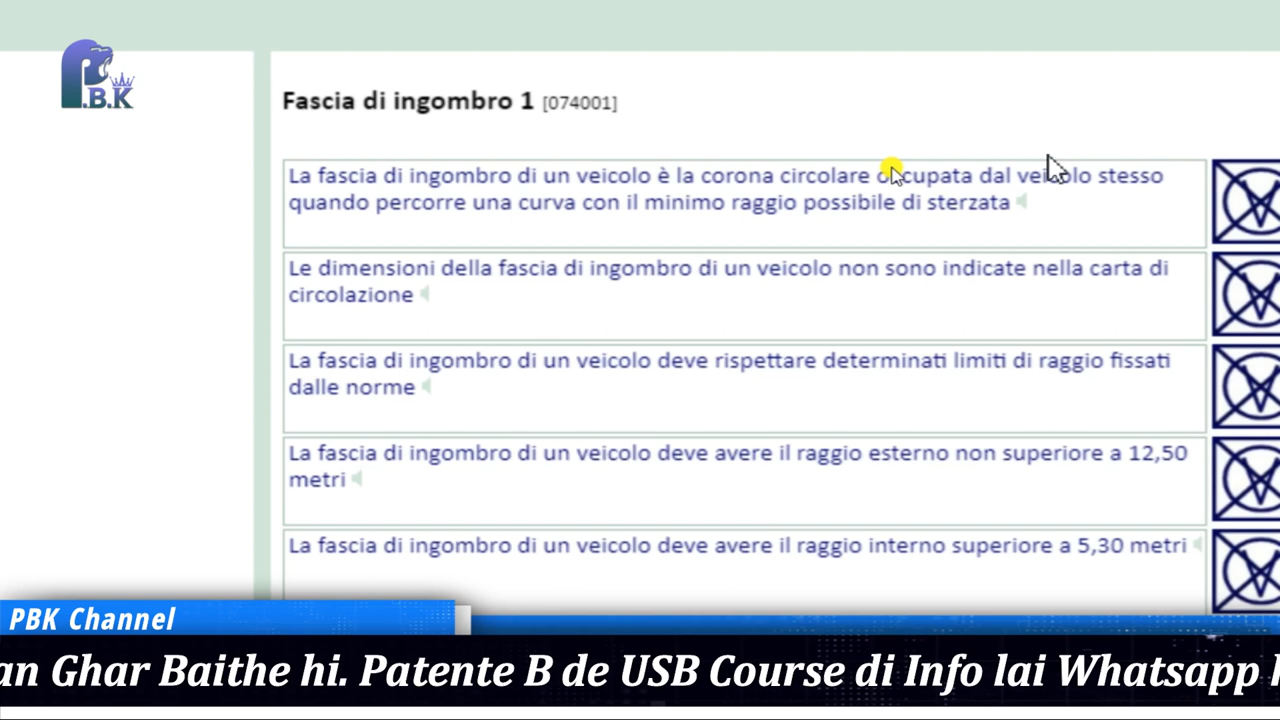 P.B.K
Fascia di ingombro 1 [074001]
La fascia di ingombro di un veicolo è la corona circolare occupata dal veicolo stesso
quando percorre una curva con il minimo raggio possibile di sterzata
V
Le dimensioni della fascia di ingombro di un veicolo non sono indicate nella carta di
circolazione
V
La fascia di ingombro di un veicolo deve rispettare determinati limiti di raggio fissati
dalle norme
V
La fascia di ingombro di un veicolo deve avere il raggio esterno non superiore a 12,50
metri
V
La fascia di ingombro di un veicolo deve avere il raggio interno superiore a 5,30 metri
V
PBK Channel
an Ghar Baithe hi. Patente B de USB Course di Info lai Whatsapp